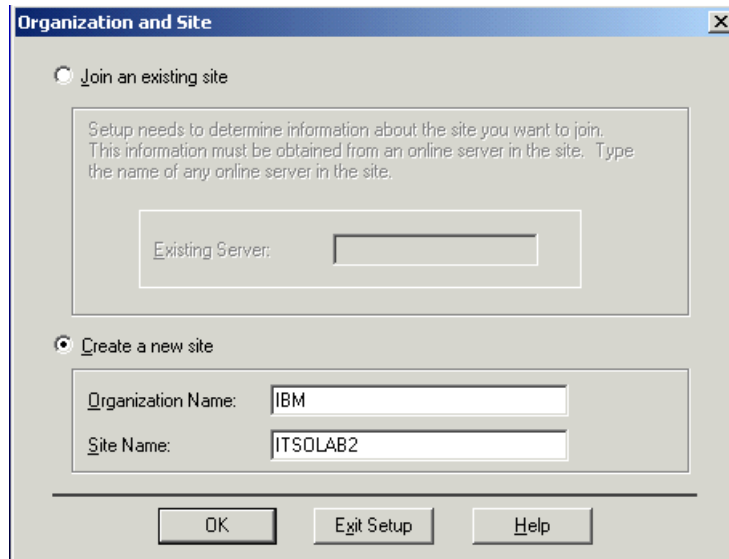 Organization and Site
Join an existing site
Setup needs to determine information about the site you want to join.
This information must be obtained from an online server in the site. Type
the name of any online server in the site.
Existing Server:
Create a new site
Organization Name: IBM
Site Name: ITSOLAB2
OK Exit Setup Help